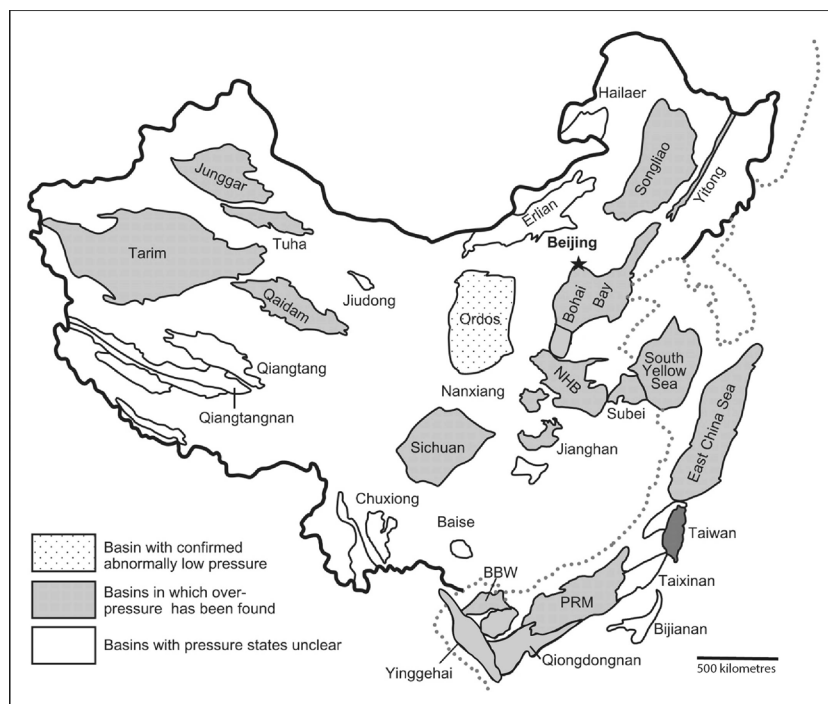 Hailaer
Junggar
Songliao
Yitong
Erlian
Tuha
Beijing
Tarim
Jiudong
Qaidam
Bohai
Bay
Ordos
Qiangtang
South
Yellow
Sea
NHB
Nanxiang
Qiangtangnan
Subei
East China Sea
Sichuan
Jianghan
Chuxiong
Baise
Taiwan
Basin with confirmed
abnormally low pressure
BBW
Taixinan
Basins in which over-
pressure has been found
PRM
Bijianan
Basins with pressure states unclear
Qiongdongnan
Yinggehai
500 kilometres